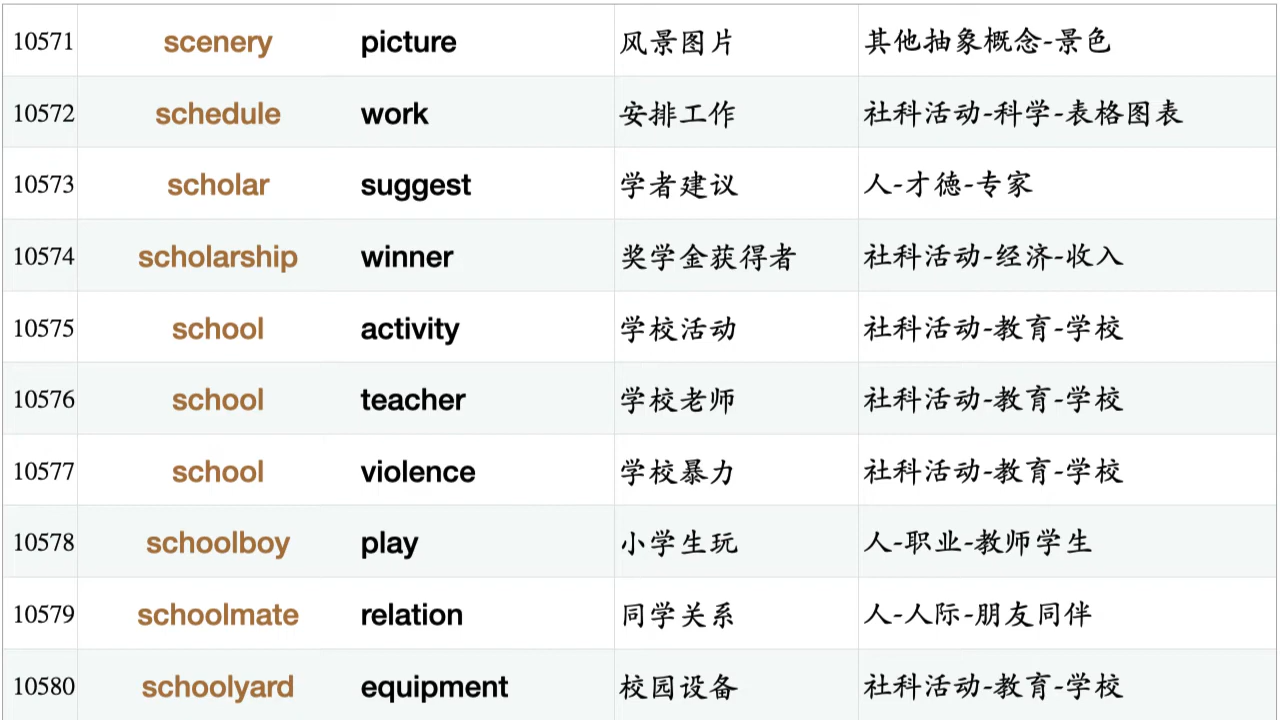 10571 scenery picture 风景图片 其他抽象概念-景色
10572 schedule work 安排工作 社科活动-科学-表格图表
10573 scholar suggest 学者建议 人-才德-专家
10574 scholarship winner 奖学金获得者 社科活动-经济-收入
10575 school activity 学校活动 社科活动-教育-学校
10576 school teacher 学校老师 社科活动-教育-学校
10577 school violence 学校暴力 社科活动-教育-学校
10578 schoolboy play 小学生玩 人-职业-教师学生
10579 schoolmate relation 同学关系 人-人际-朋友同伴
10580 schoolyard equipment 校园设备 社科活动-教育-学校